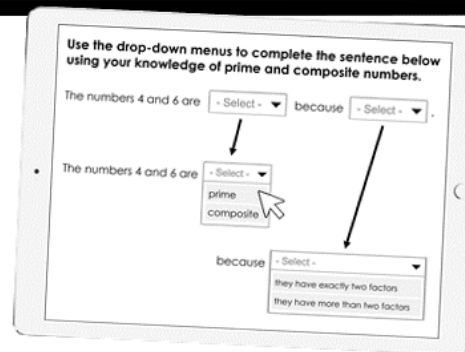 Use the drop-down menus to complete the sentence below
using your knowledge of prime and composite numbers.
The numbers 4 and 6 are - Select - because - Select - .
The numbers 4 and 6 are - Select -
prime
composite
because - Select -
they have exactly two factors
they have more than two factors